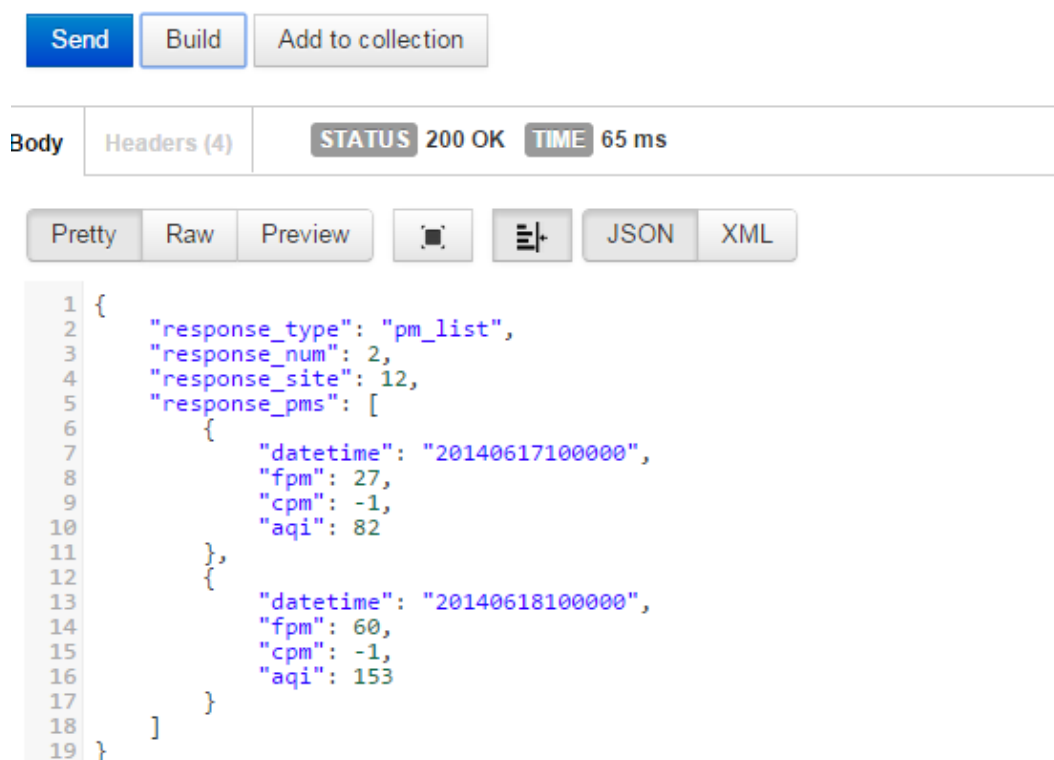 Send Build Add to collection
Body Headers (4) STATUS 200 OK TIME 65 ms
Pretty Raw Preview JSON XML
1 {
2 "response_type": "pm_list",
3 "response_num": 2,
4 "response_site": 12,
5 "response_pms": [
6 {
7 "datetime": "20140617100000",
8 "fpm": 27,
9 "cpm": -1,
10 "aqi": 82
11 },
12 {
13 "datetime": "20140618100000",
14 "fpm": 60,
15 "cpm": -1,
16 "aqi": 153
17 }
18 ]
19 }